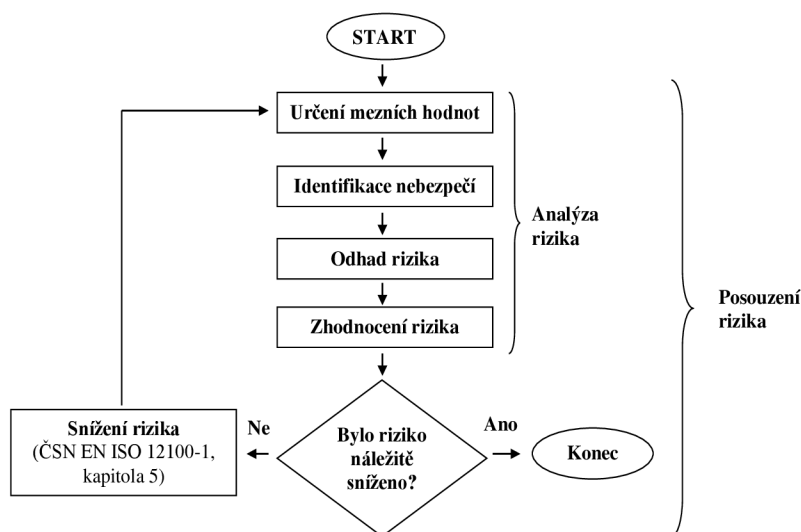 START
Určení mezních hodnot
Identifikace nebezpečí
Analýza
rizika
Odhad rizika
Posouzení
rizika
Zhodnocení rizika
Snížení rizika
(ČSN EN ISO 12100-1,
kapitola 5)
Ne
Bylo riziko
náležitě
sníženo?
Ano
Konec